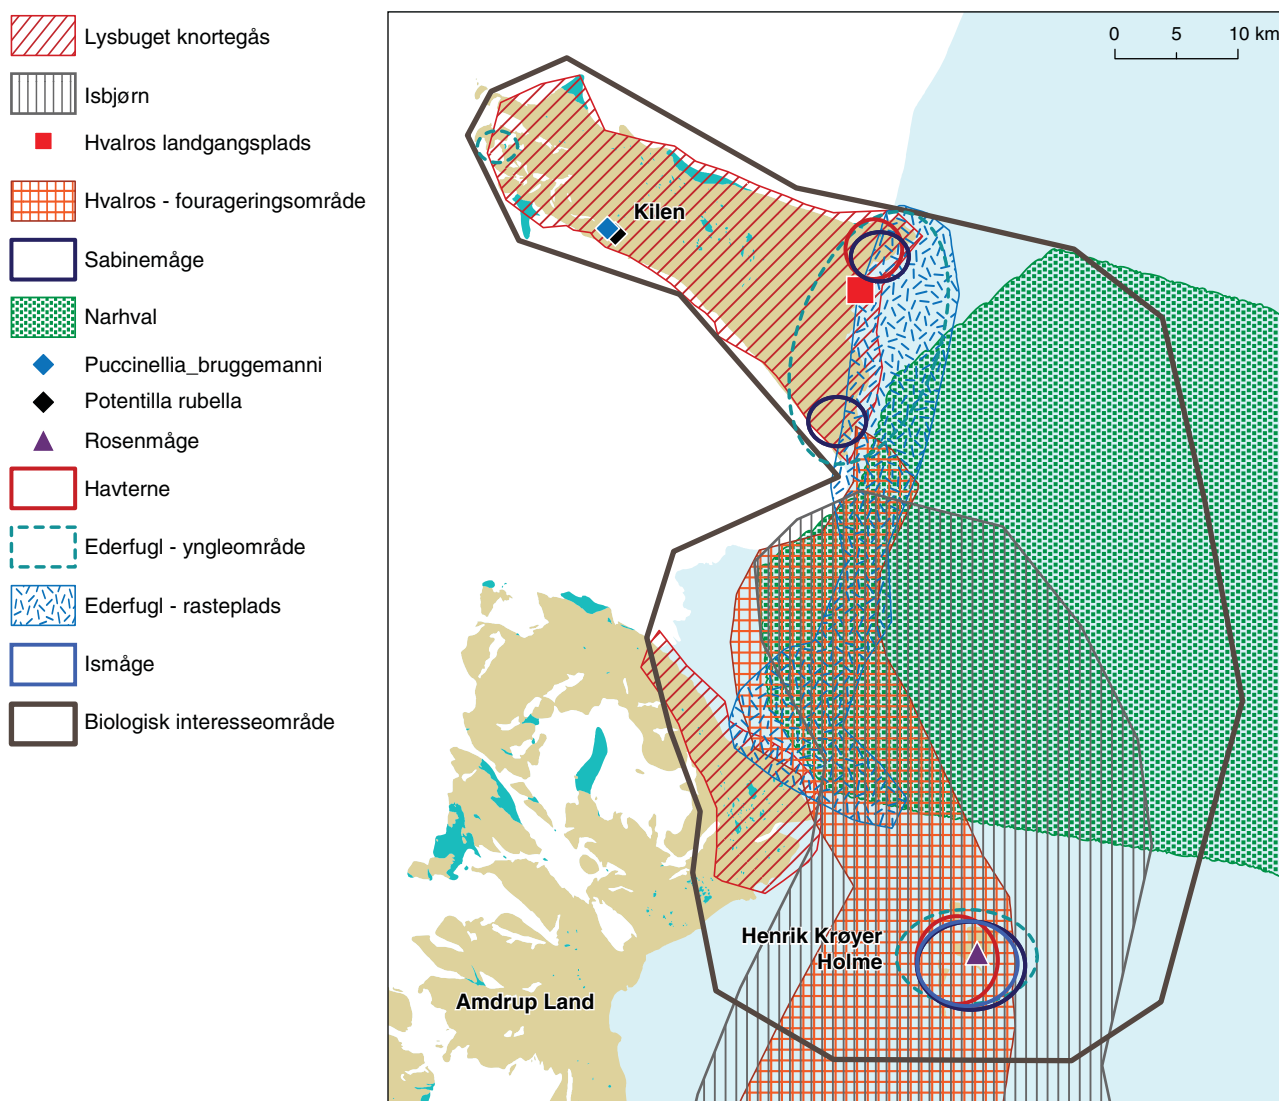 Lysbuget knortegås
Isbjørn
Hvalros landgangsplads
Hvalros - fourageringsområde
Sabinemåge
Narhval
Puccinellia_bruggemanni
Potentilla rubella
Rosenmåge
Havterne
Ederfugl - yngleområde
Ederfugl - rasteplads
Ismåge
Biologisk interesseområde
0 5 10 km
Kilen
Henrik Krøyer
Holme
Amdrup Land